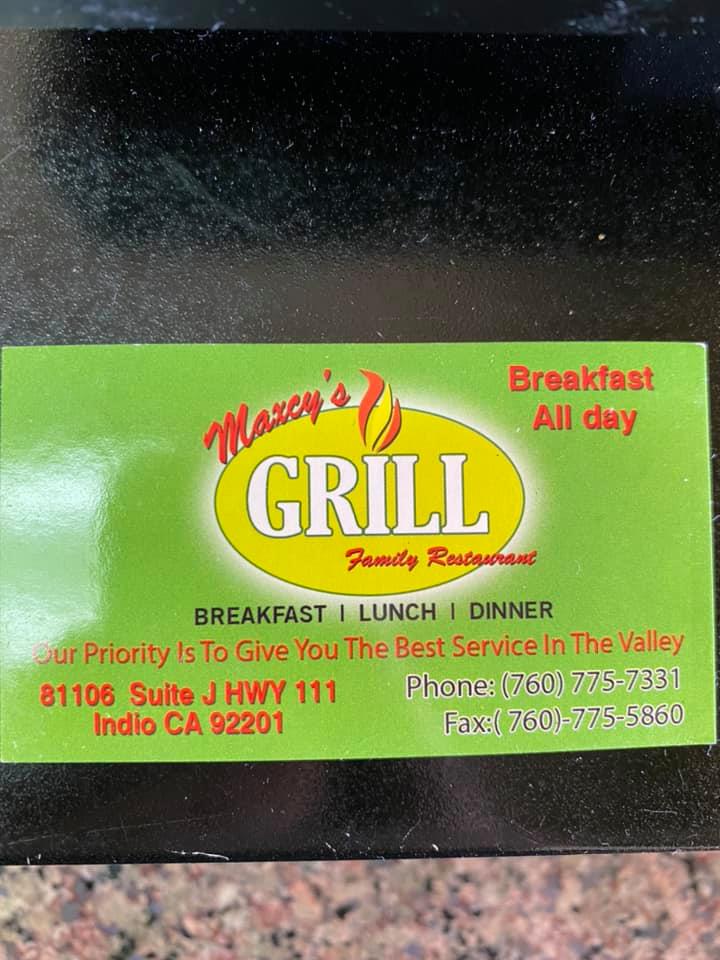 Maxcy's
GRILL
Family Restaurant
Breakfast
All day
BREAKFAST | LUNCH | DINNER
Our Priority Is To Give You The Best Service In The Valley
81106 Suite J HWY 111
Indio CA 92201
Phone: (760) 775-7331
Fax:( 760)-775-5860